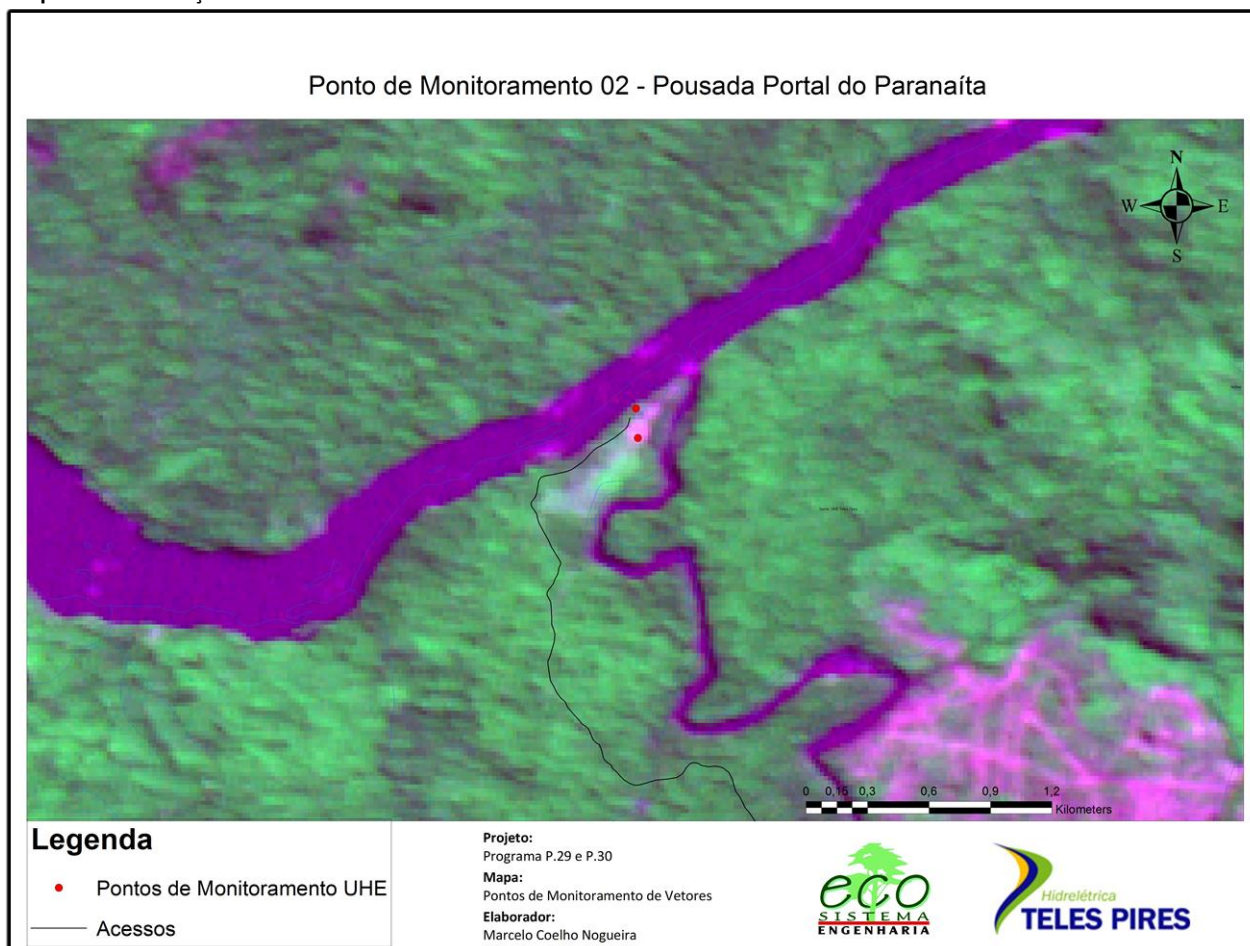 Ponto de Monitoramento 02 - Pousada Portal do Paranaíta
N
W E
S
0 0,15 0,3 0,6 0,9 1,2
Kilometers
Legenda
Pontos de Monitoramento UHE
Acessos
Projeto:
Programa P.29 e P.30
Mapa:
Pontos de Monitoramento de Vetores
Elaborador:
Marcelo Coelho Nogueira
eco
SISTEMA
ENGENHARIA
Hidrelétrica
TELES PIRES